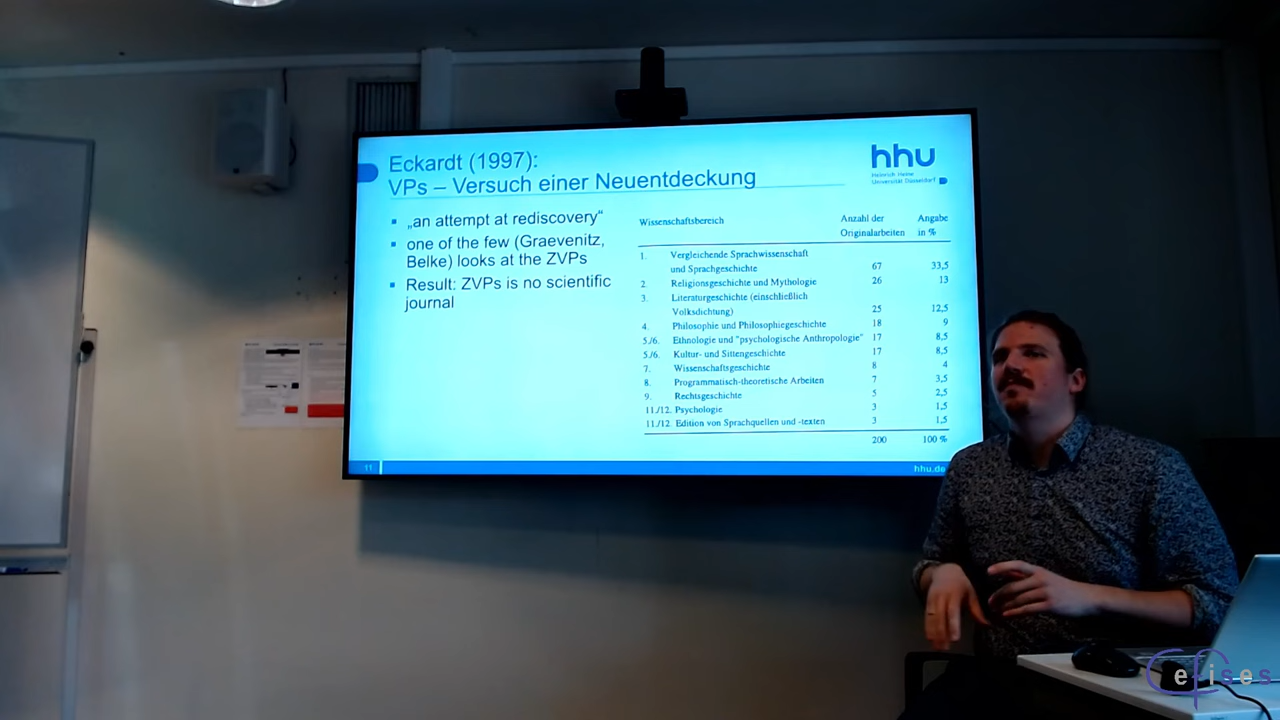 Eckardt (1997):
VPs – Versuch einer Neuentdeckung
hhu
Heinrich Heine
Universität Düsseldorf
▪ „an attempt at rediscovery“
▪ one of the few (Graevenitz,
Belke) looks at the ZVPs
▪ Result: ZVPs is no scientific
journal
Wissenschaftsbereich Anzahl der Angabe
Originalarbeiten in %
1. Vergleichende Sprachwissenschaft
und Sprachgeschichte 67 33,5
2. Religionsgeschichte und Mythologie 26 13
3. Literaturgeschichte (einschließlich
Volksdichtung) 25 12,5
4. Philosophie und Philosophiegeschichte 18 9
5./6. Ethnologie und "psychologische Anthropologie" 17 8,5
5./6. Kultur- und Sittengeschichte 17 8,5
7. Wissenschaftsgeschichte 8 4
8. Programmatisch-theoretische Arbeiten 7 3,5
9. Rechtsgeschichte 5 2,5
11./12. Psychologie 3 1,5
11./12. Edition von Sprachquellen und -texten 3 1,5
200 100 %
11
hhu.de
Cefises